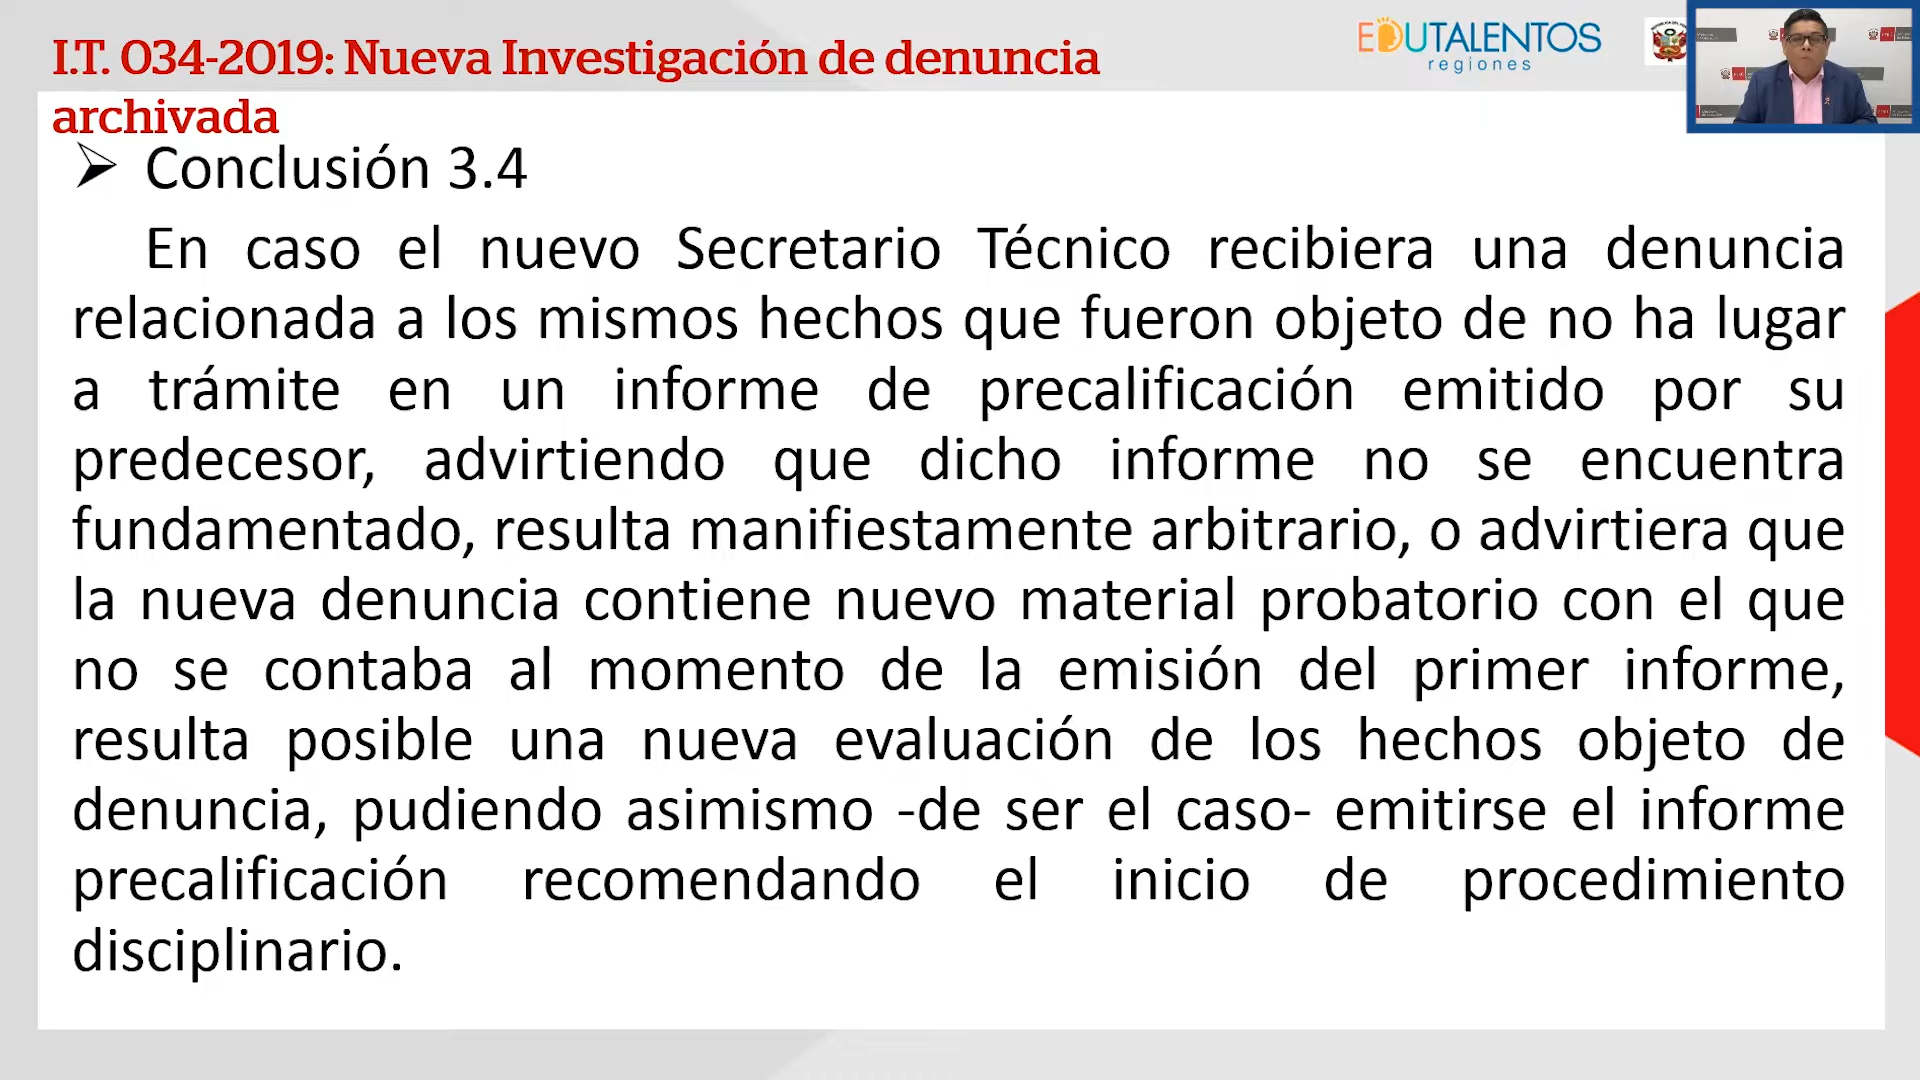 I.T. 034-2019: Nueva Investigación de denuncia
archivada
EDUTALENTOS
regiones
➢ Conclusión 3.4
En caso el nuevo Secretario Técnico recibiera una denuncia
relacionada a los mismos hechos que fueron objeto de no ha lugar
a trámite en un informe de precalificación emitido por su
predecesor, advirtiendo que dicho informe no se encuentra
fundamentado, resulta manifiestamente arbitrario, o advirtiera que
la nueva denuncia contiene nuevo material probatorio con el que
no se contaba al momento de la emisión del primer informe,
resulta posible una nueva evaluación de los hechos objeto de
denuncia, pudiendo asimismo -de ser el caso- emitirse el informe
precalificación recomendando el inicio de procedimiento
disciplinario.